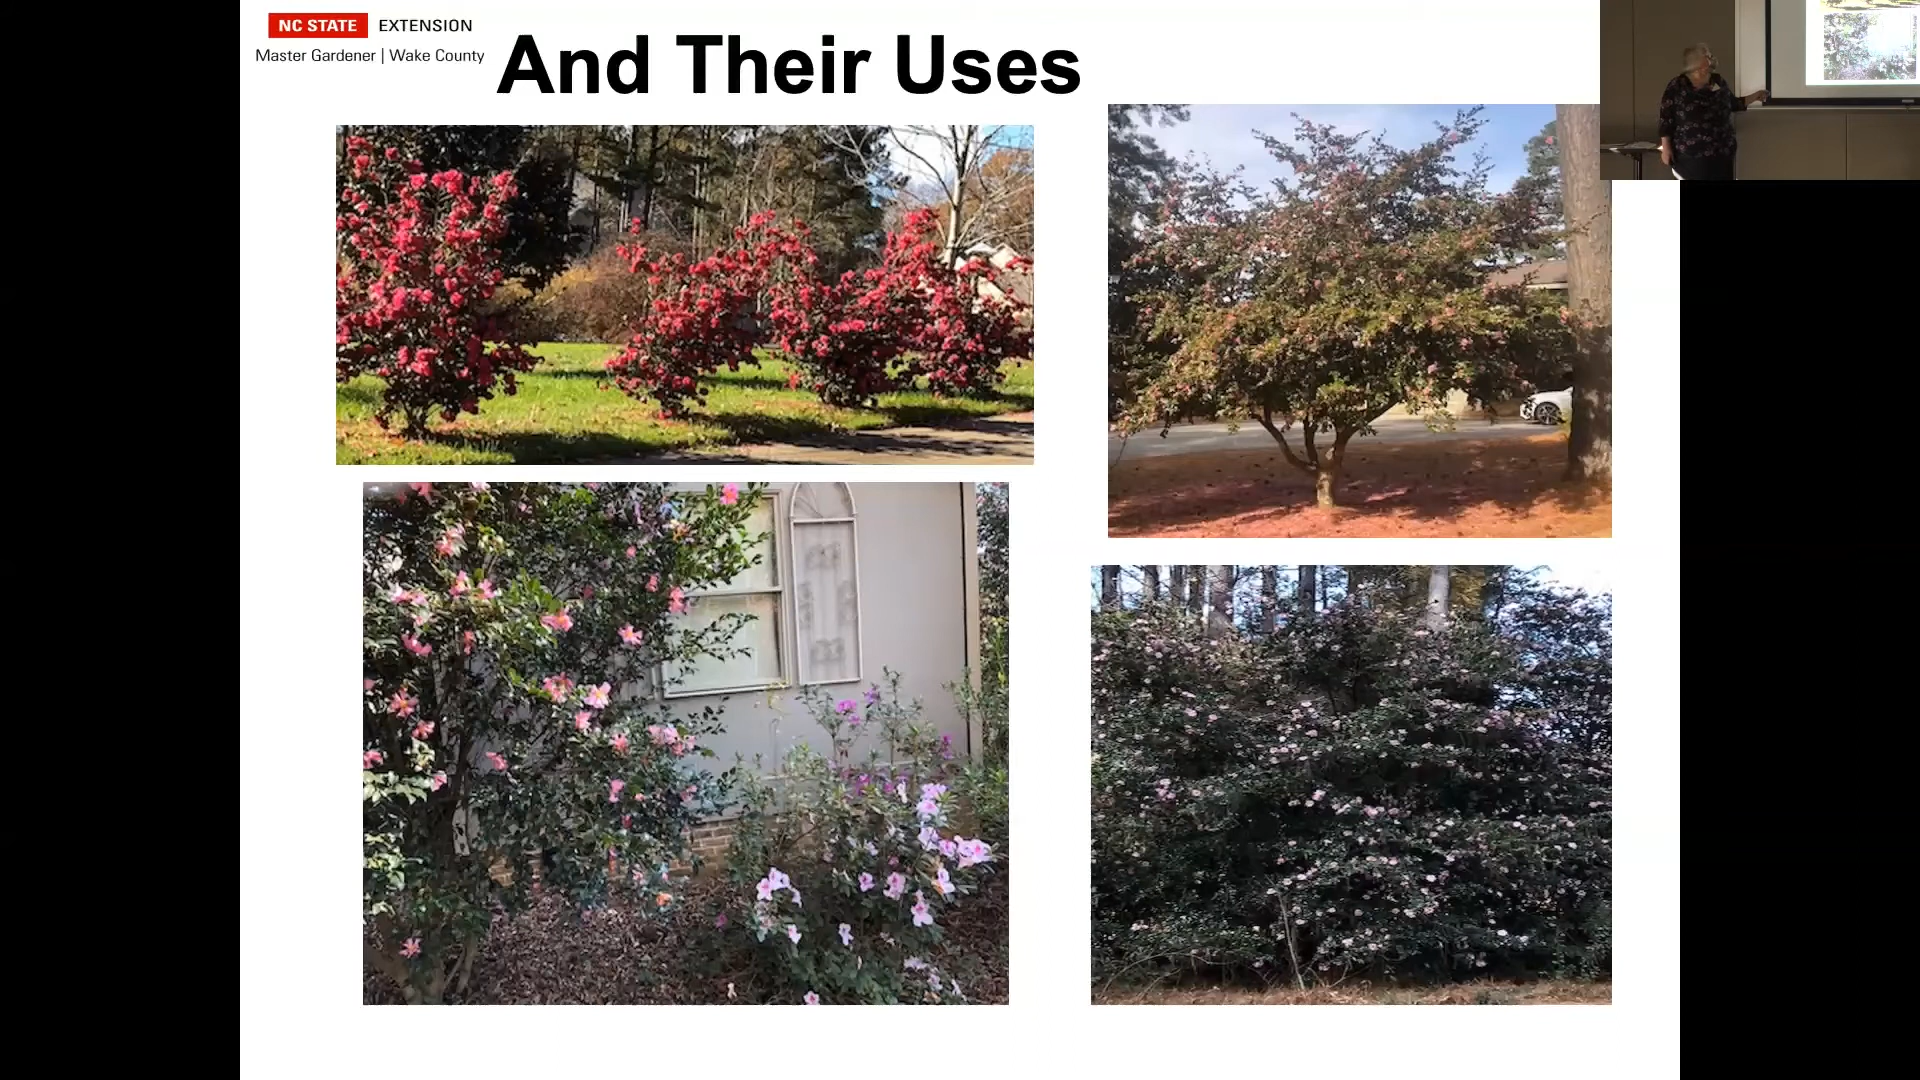 NC STATE EXTENSION
Master Gardener | Wake County
And Their Uses